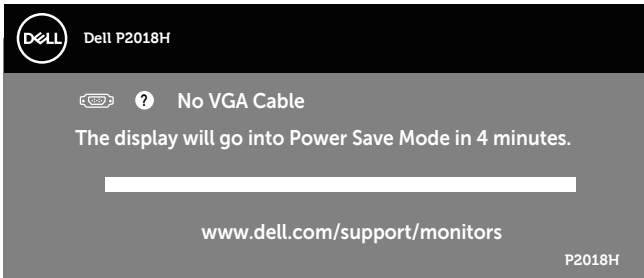 DELL
Dell P2018H
? No VGA Cable
The display will go into Power Save Mode in 4 minutes.
www.dell.com/support/monitors
P2018H